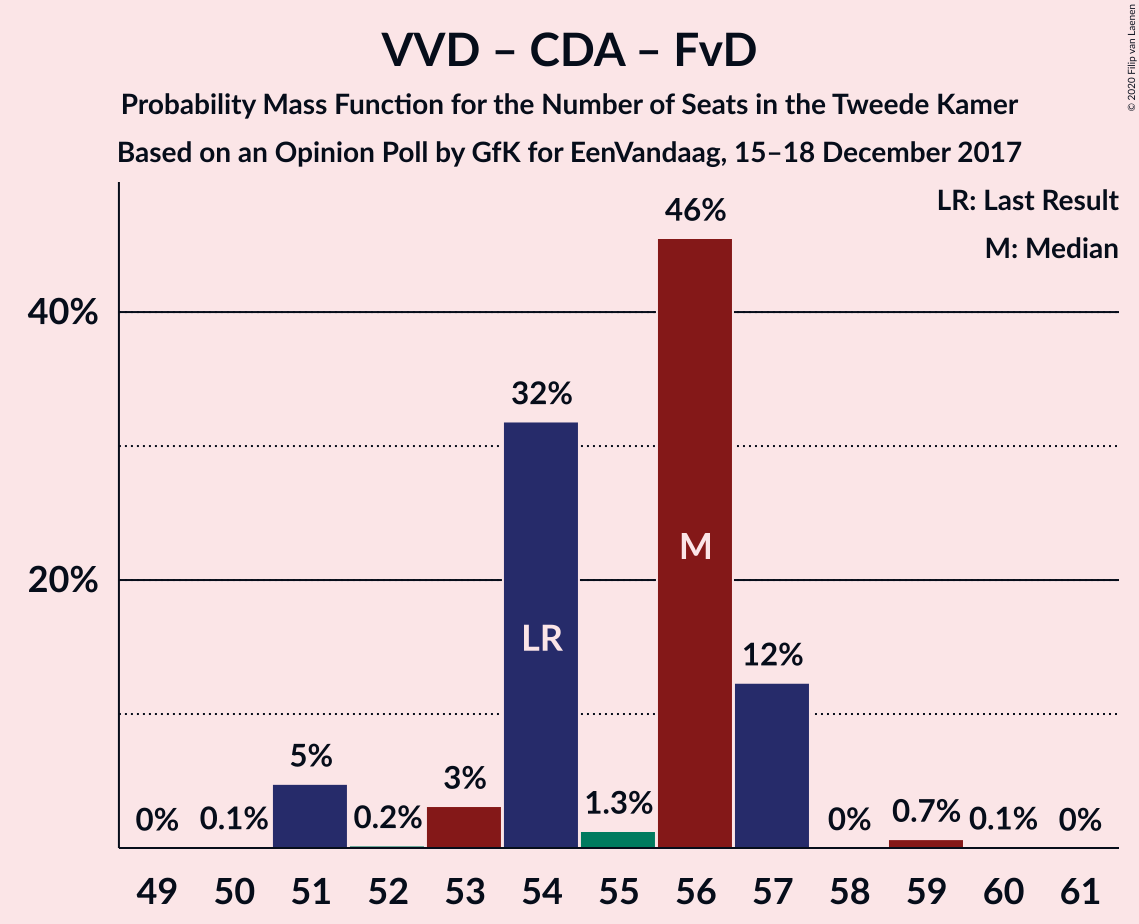 VVD – CDA – FvD
Probability Mass Function for the Number of Seats in the Tweede Kamer
Based on an Opinion Poll by GfK for EenVandaag, 15–18 December 2017
© 2020 Filip van Laenen
LR: Last Result
M: Median
40%
20%
0%
0.1%
5%
0.2%
3%
32%
1.3%
46%
12%
0%
0.7%
0.1%
0%
LR
M
49 50 51 52 53 54 55 56 57 58 59 60 61